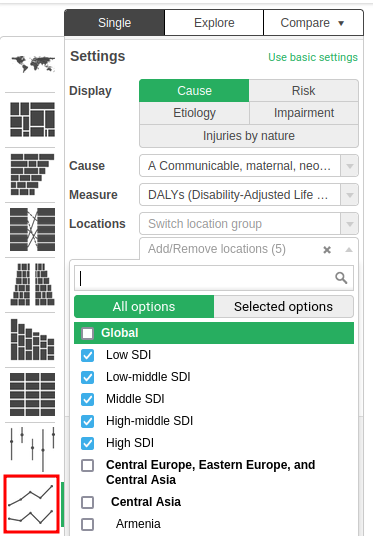 Single Explore Compare
Settings Use basic settings
Display Cause Risk
Etiology Impairment
Injuries by nature
Cause A Communicable, maternal, neo...
Measure DALYs (Disability-Adjusted Life ...
Locations Switch location group
Add/Remove locations (5)
All options Selected options
Global
Low SDI
Low-middle SDI
Middle SDI
High-middle SDI
High SDI
Central Europe, Eastern Europe, and
Central Asia
Central Asia
Armenia